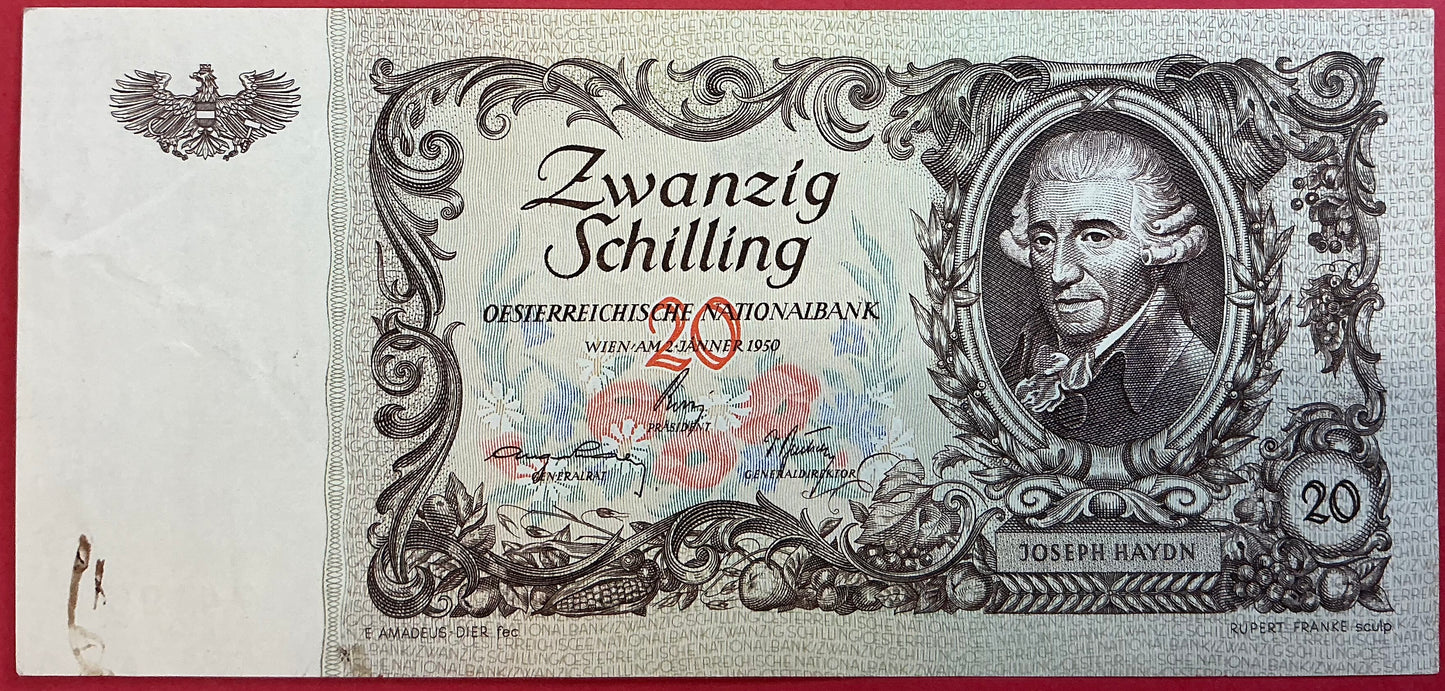 Zwanzig
Schilling
OESTERREICHISCHE NATIONALBANK
20
WIEN·AM 2·JÄNNER 1950
PRÄSIDENT
GENERALRAT
GENERALDIREKTOR
20
JOSEPH HAYDN
E AMADEUS-DIER fec
RUPERT FRANKE sculp